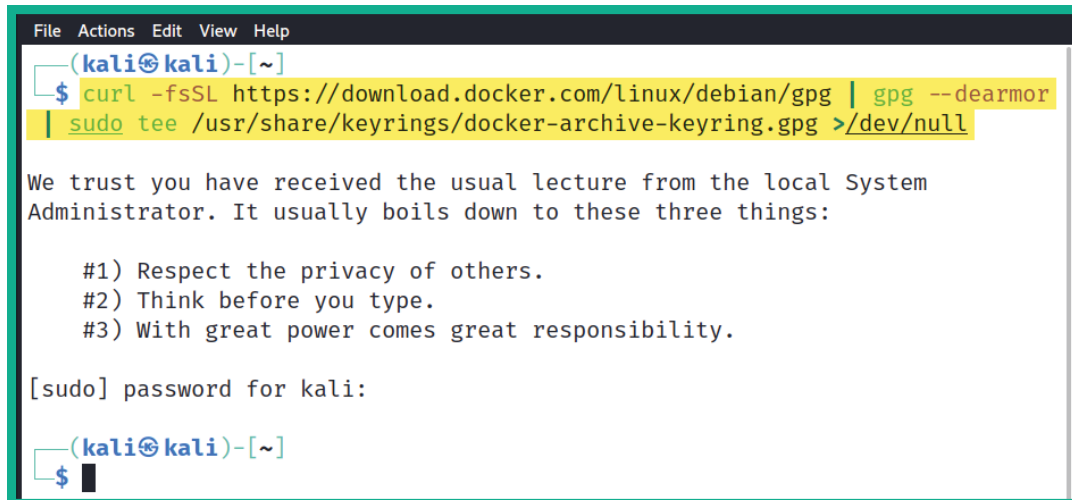 File Actions Edit View Help
┌──(kali㉿kali)-[~]
└─$ curl -fsSL https://download.docker.com/linux/debian/gpg | gpg --dearmor
| sudo tee /usr/share/keyrings/docker-archive-keyring.gpg >/dev/null
We trust you have received the usual lecture from the local System
Administrator. It usually boils down to these three things:
#1) Respect the privacy of others.
#2) Think before you type.
#3) With great power comes great responsibility.
[sudo] password for kali:
┌──(kali㉿kali)-[~]
└─$